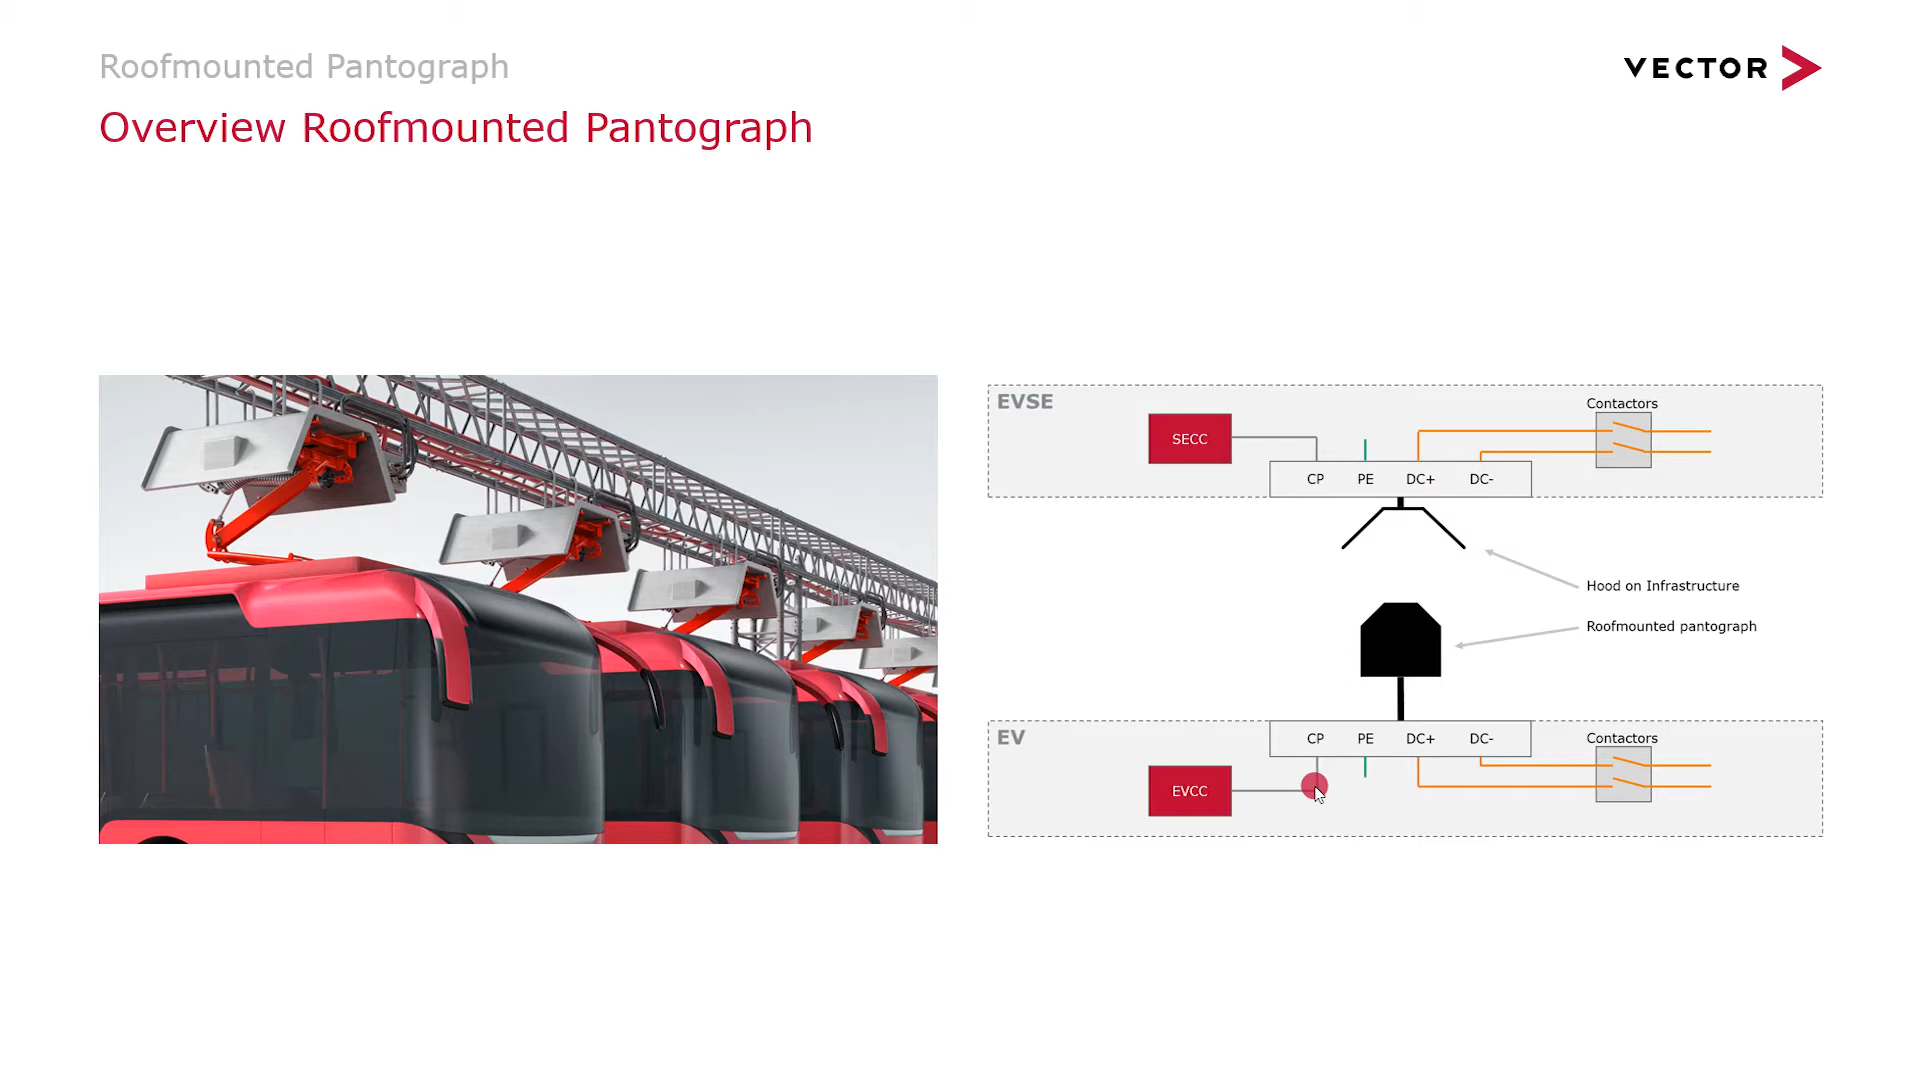 Roofmounted Pantograph
VECTOR
Overview Roofmounted Pantograph
EVSE
Contactors
SECC
CP PE DC+ DC-
Hood on Infrastructure
Roofmounted pantograph
EV
CP PE DC+ DC-
Contactors
EVCC